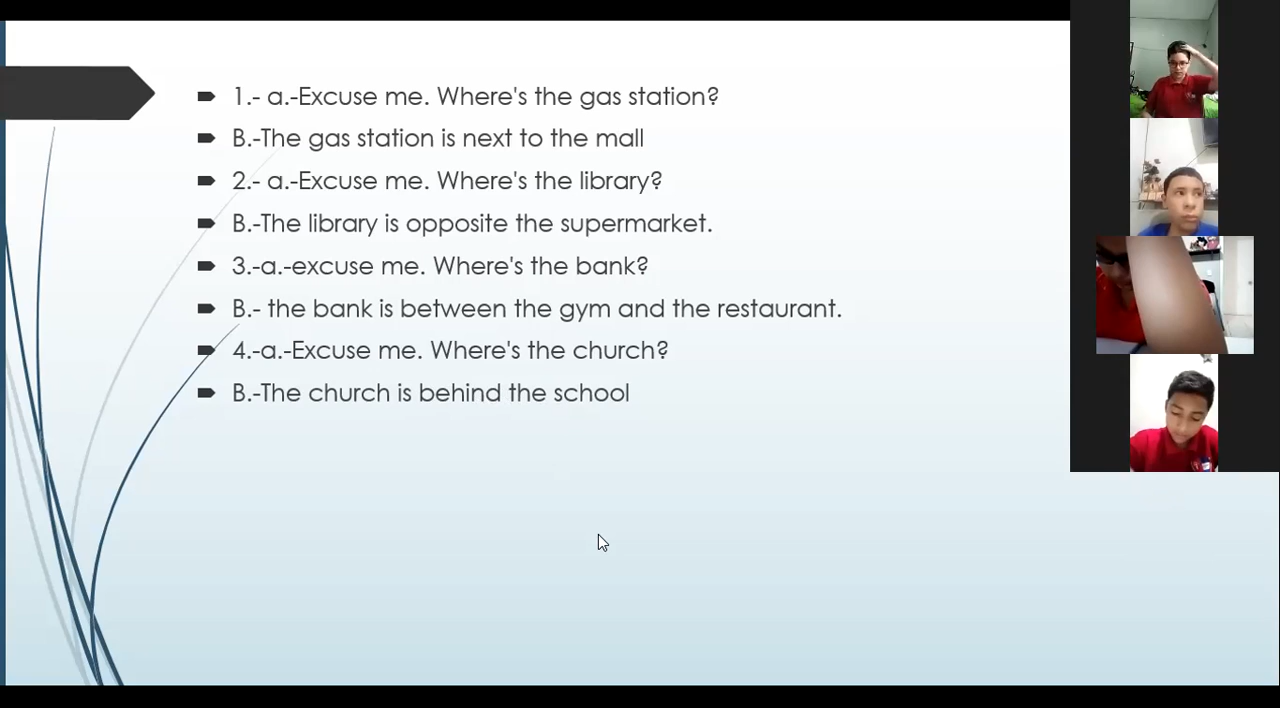 1.- a.-Excuse me. Where's the gas station?
B.-The gas station is next to the mall
2.- a.-Excuse me. Where's the library?
B.-The library is opposite the supermarket.
3.-a.-excuse me. Where's the bank?
B.- the bank is between the gym and the restaurant.
4.-a.-Excuse me. Where's the church?
B.-The church is behind the school